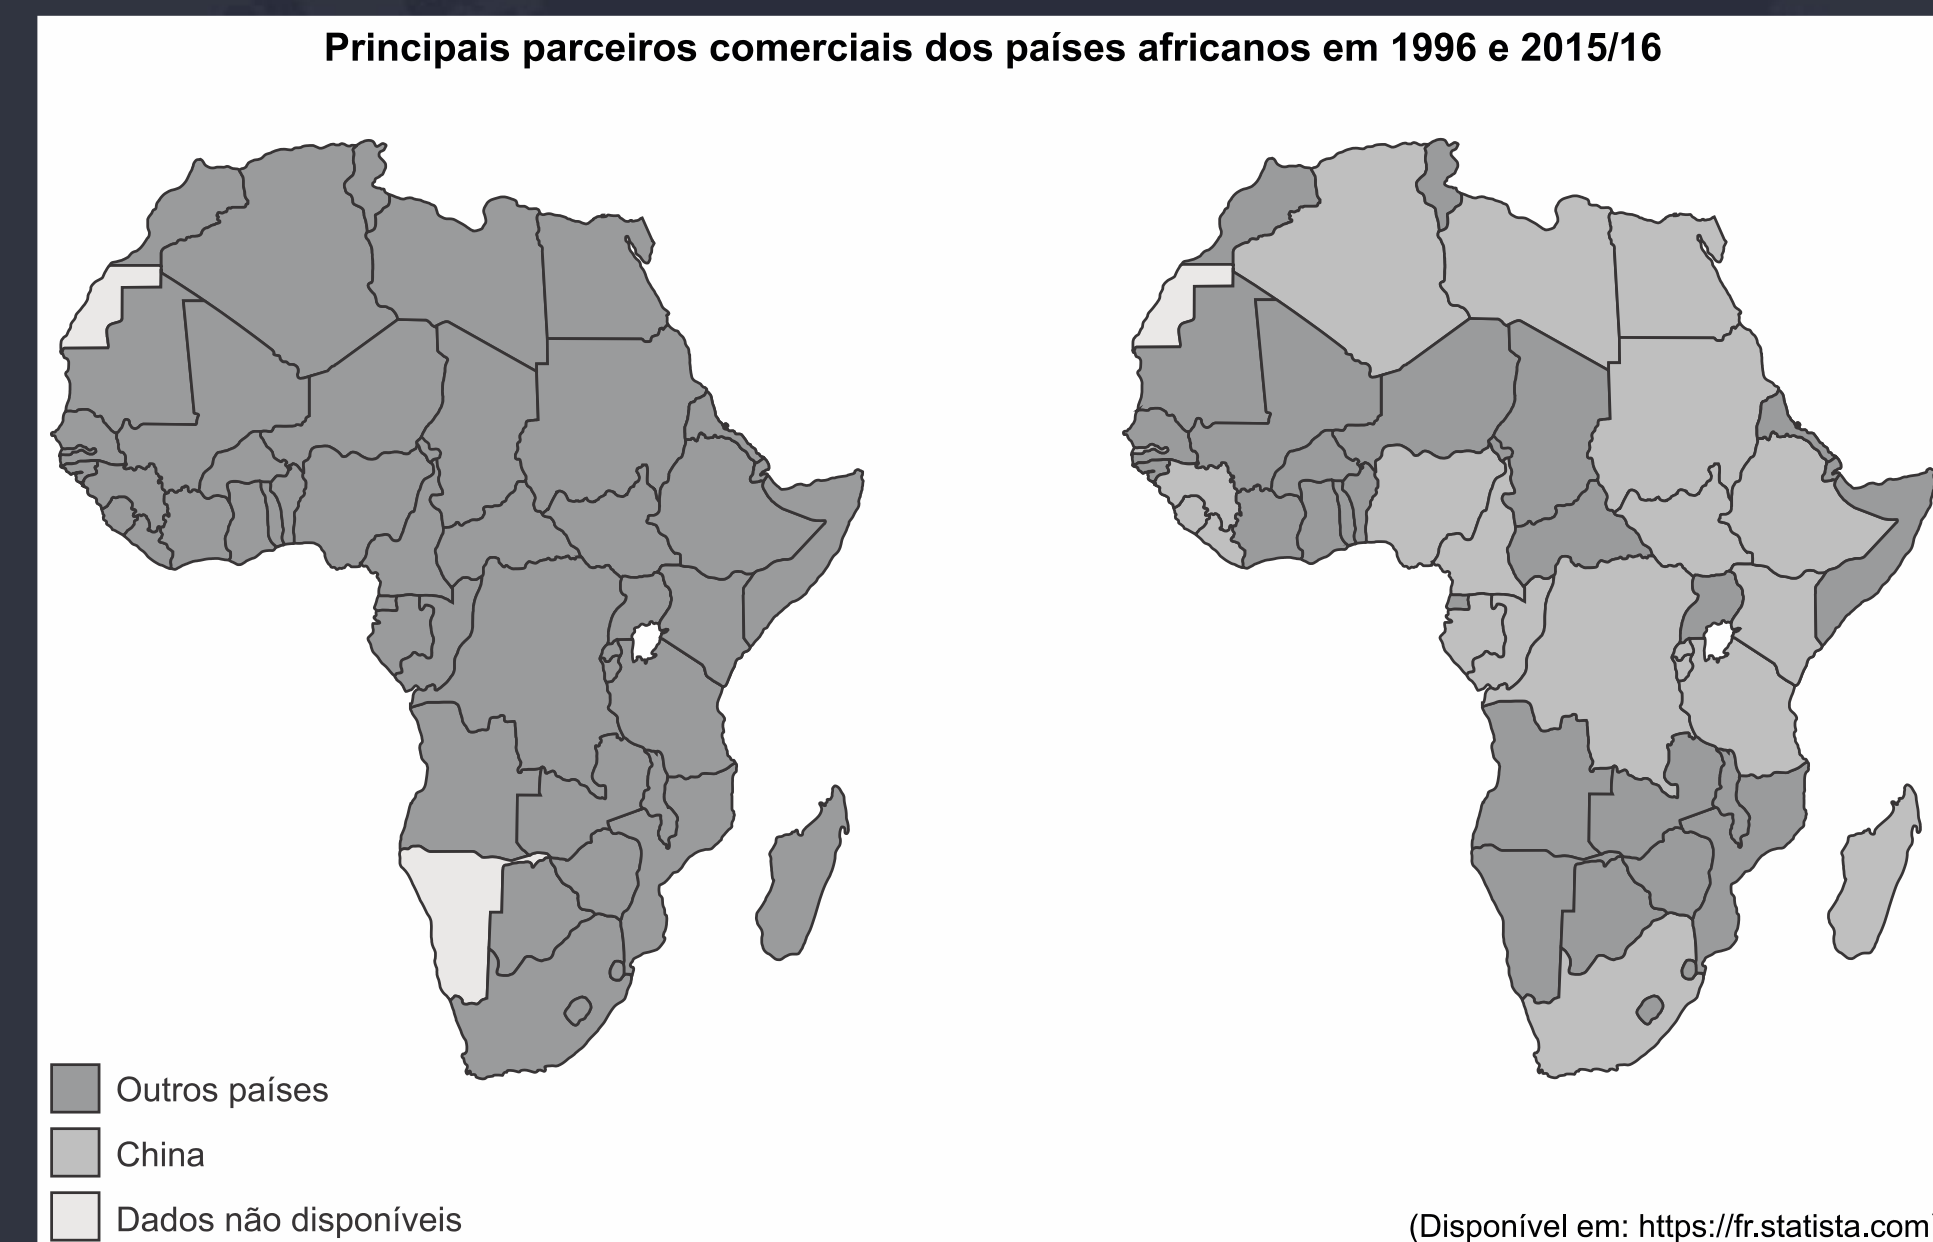 Principais parceiros comerciais dos países africanos em 1996 e 2015/16
Outros países
China
Dados não disponíveis
(Disponível em: https://fr.statista.com